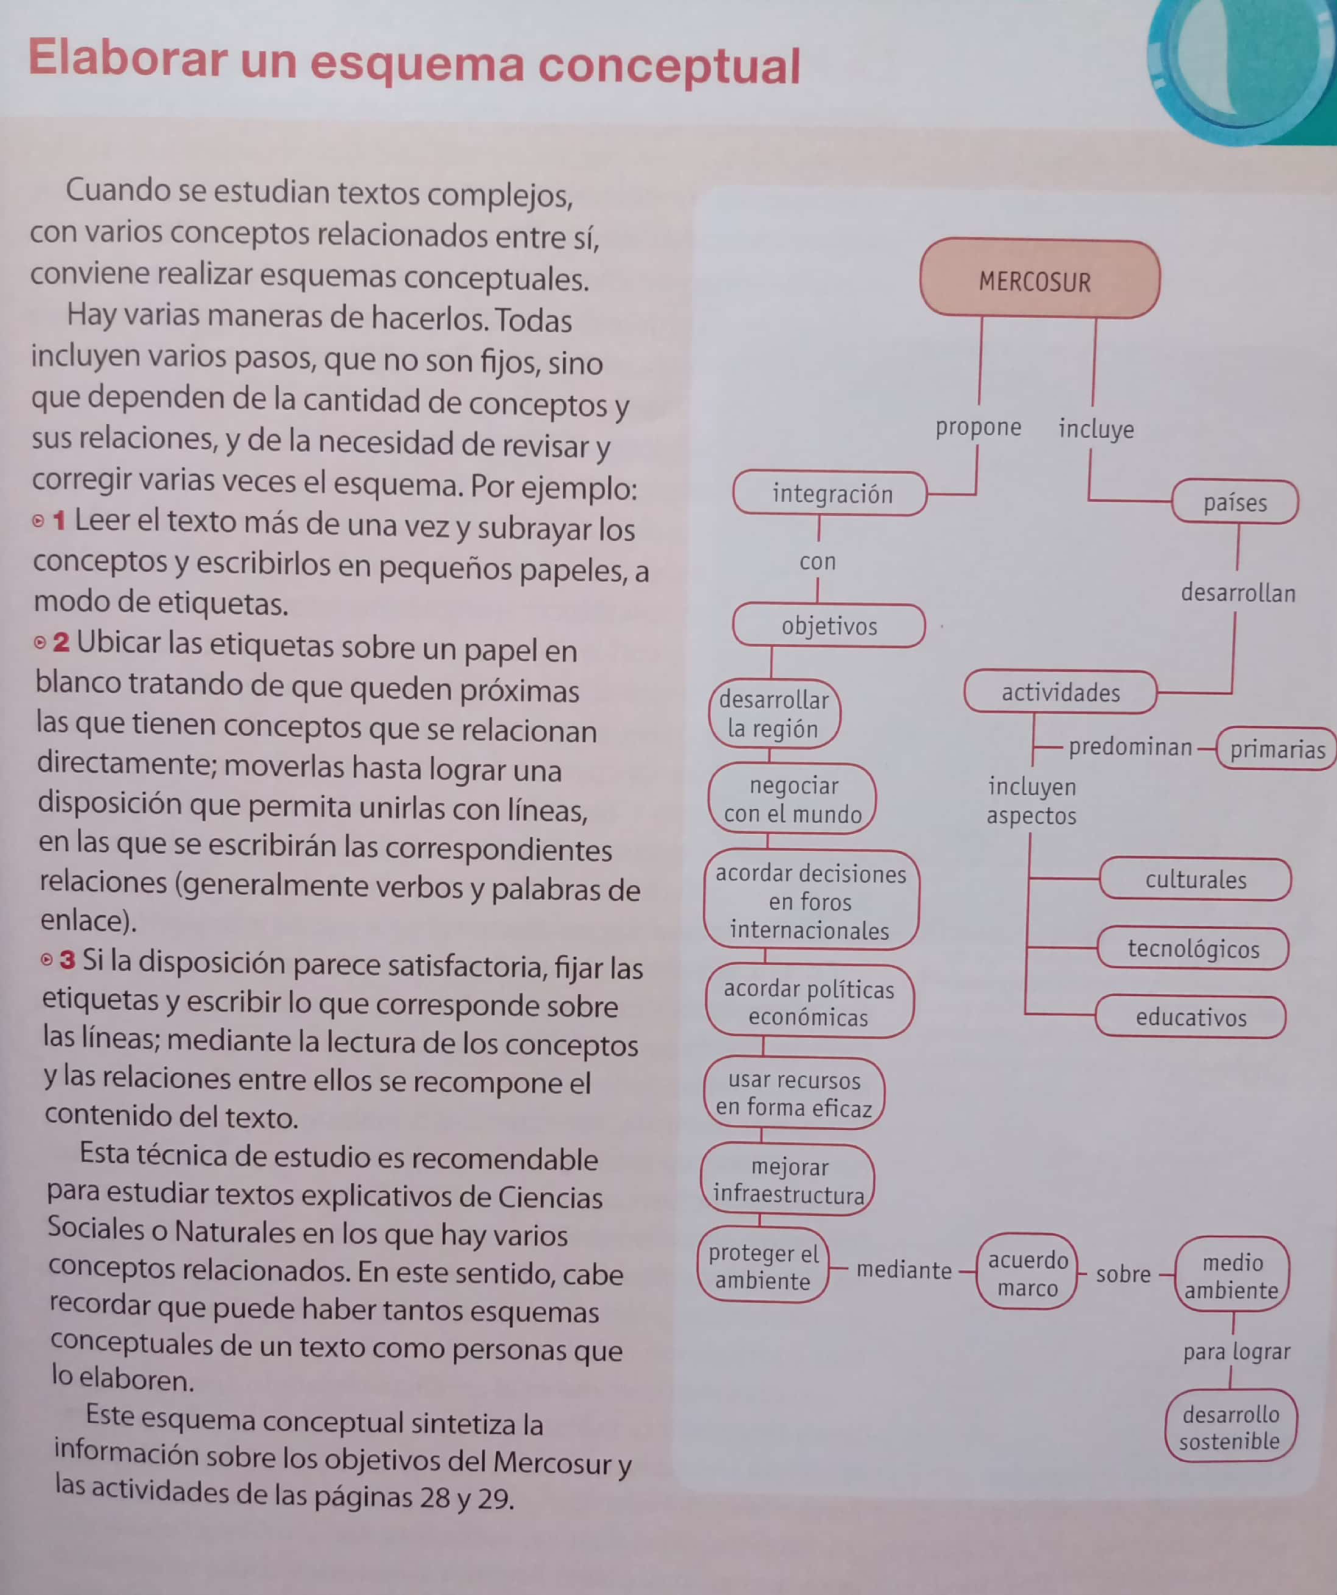 Elaborar un esquema conceptual
Cuando se estudian textos complejos,
con varios conceptos relacionados entre sí,
conviene realizar esquemas conceptuales.
Hay varias maneras de hacerlos. Todas
incluyen varios pasos, que no son fijos, sino
que dependen de la cantidad de conceptos y
sus relaciones, y de la necesidad de revisar y
corregir varias veces el esquema. Por ejemplo:
1 Leer el texto más de una vez y subrayar los
conceptos y escribirlos en pequeños papeles, a
modo de etiquetas.
2 Ubicar las etiquetas sobre un papel en
blanco tratando de que queden próximas
las que tienen conceptos que se relacionan
directamente; moverlas hasta lograr una
disposición que permita unirlas con líneas,
en las que se escribirán las correspondientes
relaciones (generalmente verbos y palabras de
enlace).
3 Si la disposición parece satisfactoria, fijar las
etiquetas y escribir lo que corresponde sobre
las líneas; mediante la lectura de los conceptos
y las relaciones entre ellos se recompone el
contenido del texto.
Esta técnica de estudio es recomendable
para estudiar textos explicativos de Ciencias
Sociales o Naturales en los que hay varios
conceptos relacionados. En este sentido, cabe
recordar que puede haber tantos esquemas
conceptuales de un texto como personas que
lo elaboren.
Este esquema conceptual sintetiza la
información sobre los objetivos del Mercosur y
las actividades de las páginas 28 y 29.
MERCOSUR
propone
integración
con
objetivos
desarrollar
la región
negociar
con el mundo
acordar decisiones
en foros
internacionales
acordar políticas
económicas
usar recursos
en forma eficaz
mejorar
infraestructura
proteger el
ambiente
mediante
acuerdo
marco
sobre
medio
ambiente
para lograr
desarrollo
sostenible
incluye
países
desarrollan
actividades
predominan
primarias
incluyen
aspectos
culturales
tecnológicos
educativos